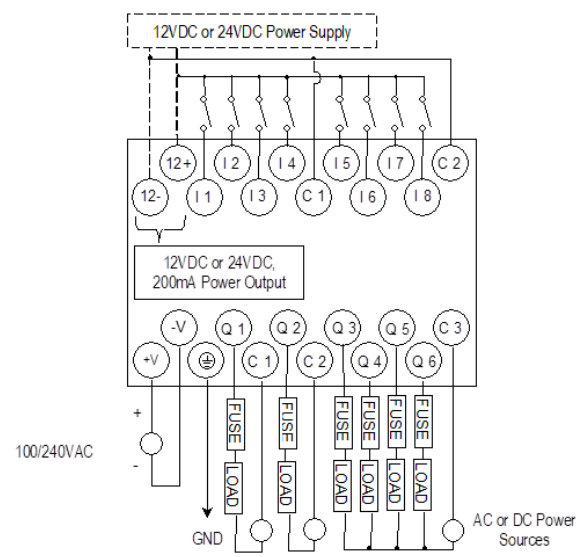 12VDC or 24VDC Power Supply
12+ I 2 I 4 I 5 I 7 C 2
12- I 1 I 3 C 1 I 6 I 8
12VDC or 24VDC,
200mA Power Output
-V Q 1 Q 2 Q 3 Q 5 C 3
+V C 1 C 2 Q 4 Q 6
+
100/240VAC
-
FUSE FUSE FUSE FUSE FUSE FUSE
LOAD LOAD LOAD LOAD LOAD LOAD
GND
AC or DC Power
Sources